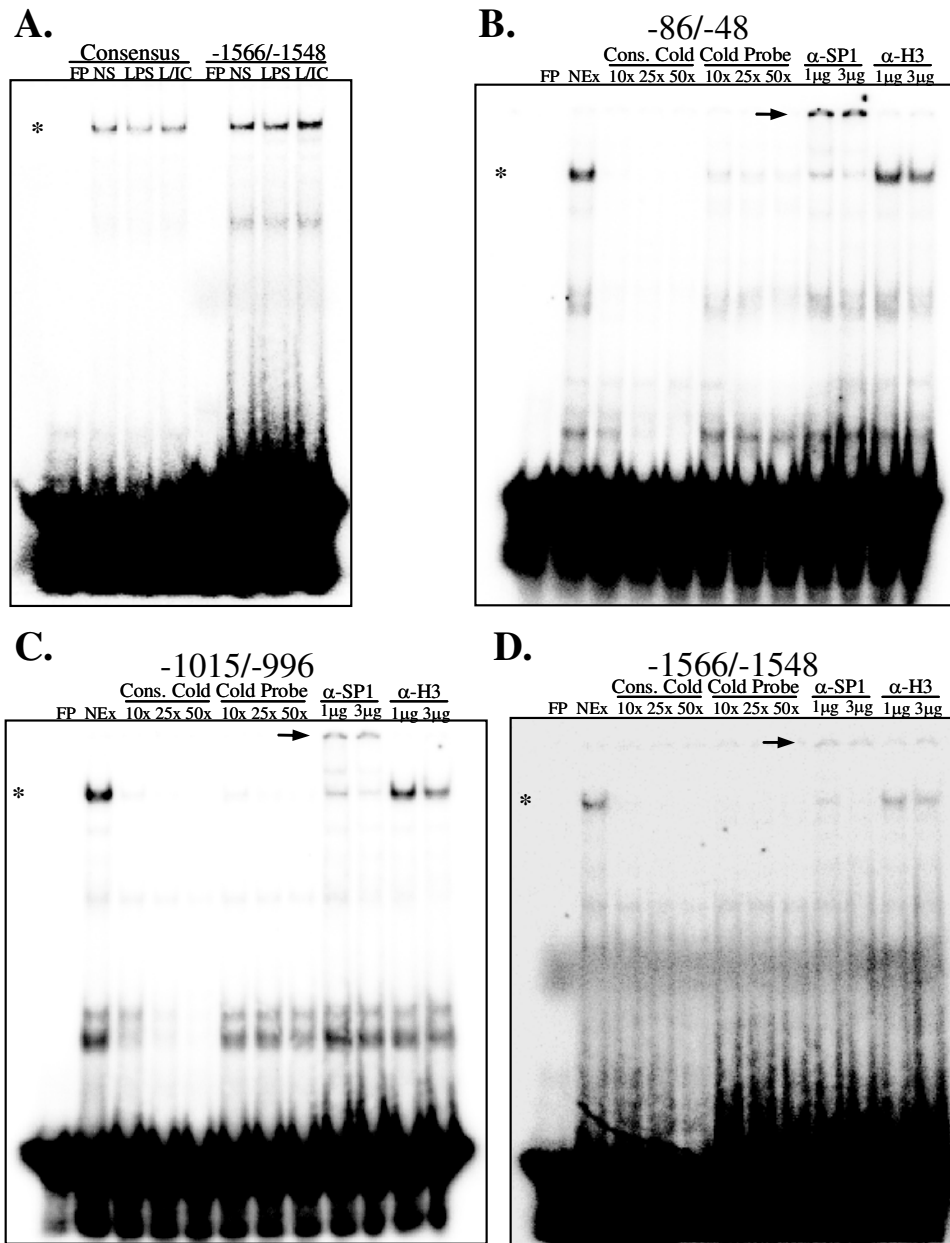 A.
Consensus -1566/-1548
FP NS LPS L/IC FP NS LPS L/IC
*
B.
-86/-48
Cons. Cold Cold Probe α-SP1 α-H3
FP NEx 10x 25x 50x 10x 25x 50x 1μg 3μg 1μg 3μg
*
C.
-1015/-996
Cons. Cold Cold Probe α-SP1 α-H3
FP NEx 10x 25x 50x 10x 25x 50x 1μg 3μg 1μg 3μg
*
D.
-1566/-1548
Cons. Cold Cold Probe α-SP1 α-H3
FP NEx 10x 25x 50x 10x 25x 50x 1μg 3μg 1μg 3μg
*